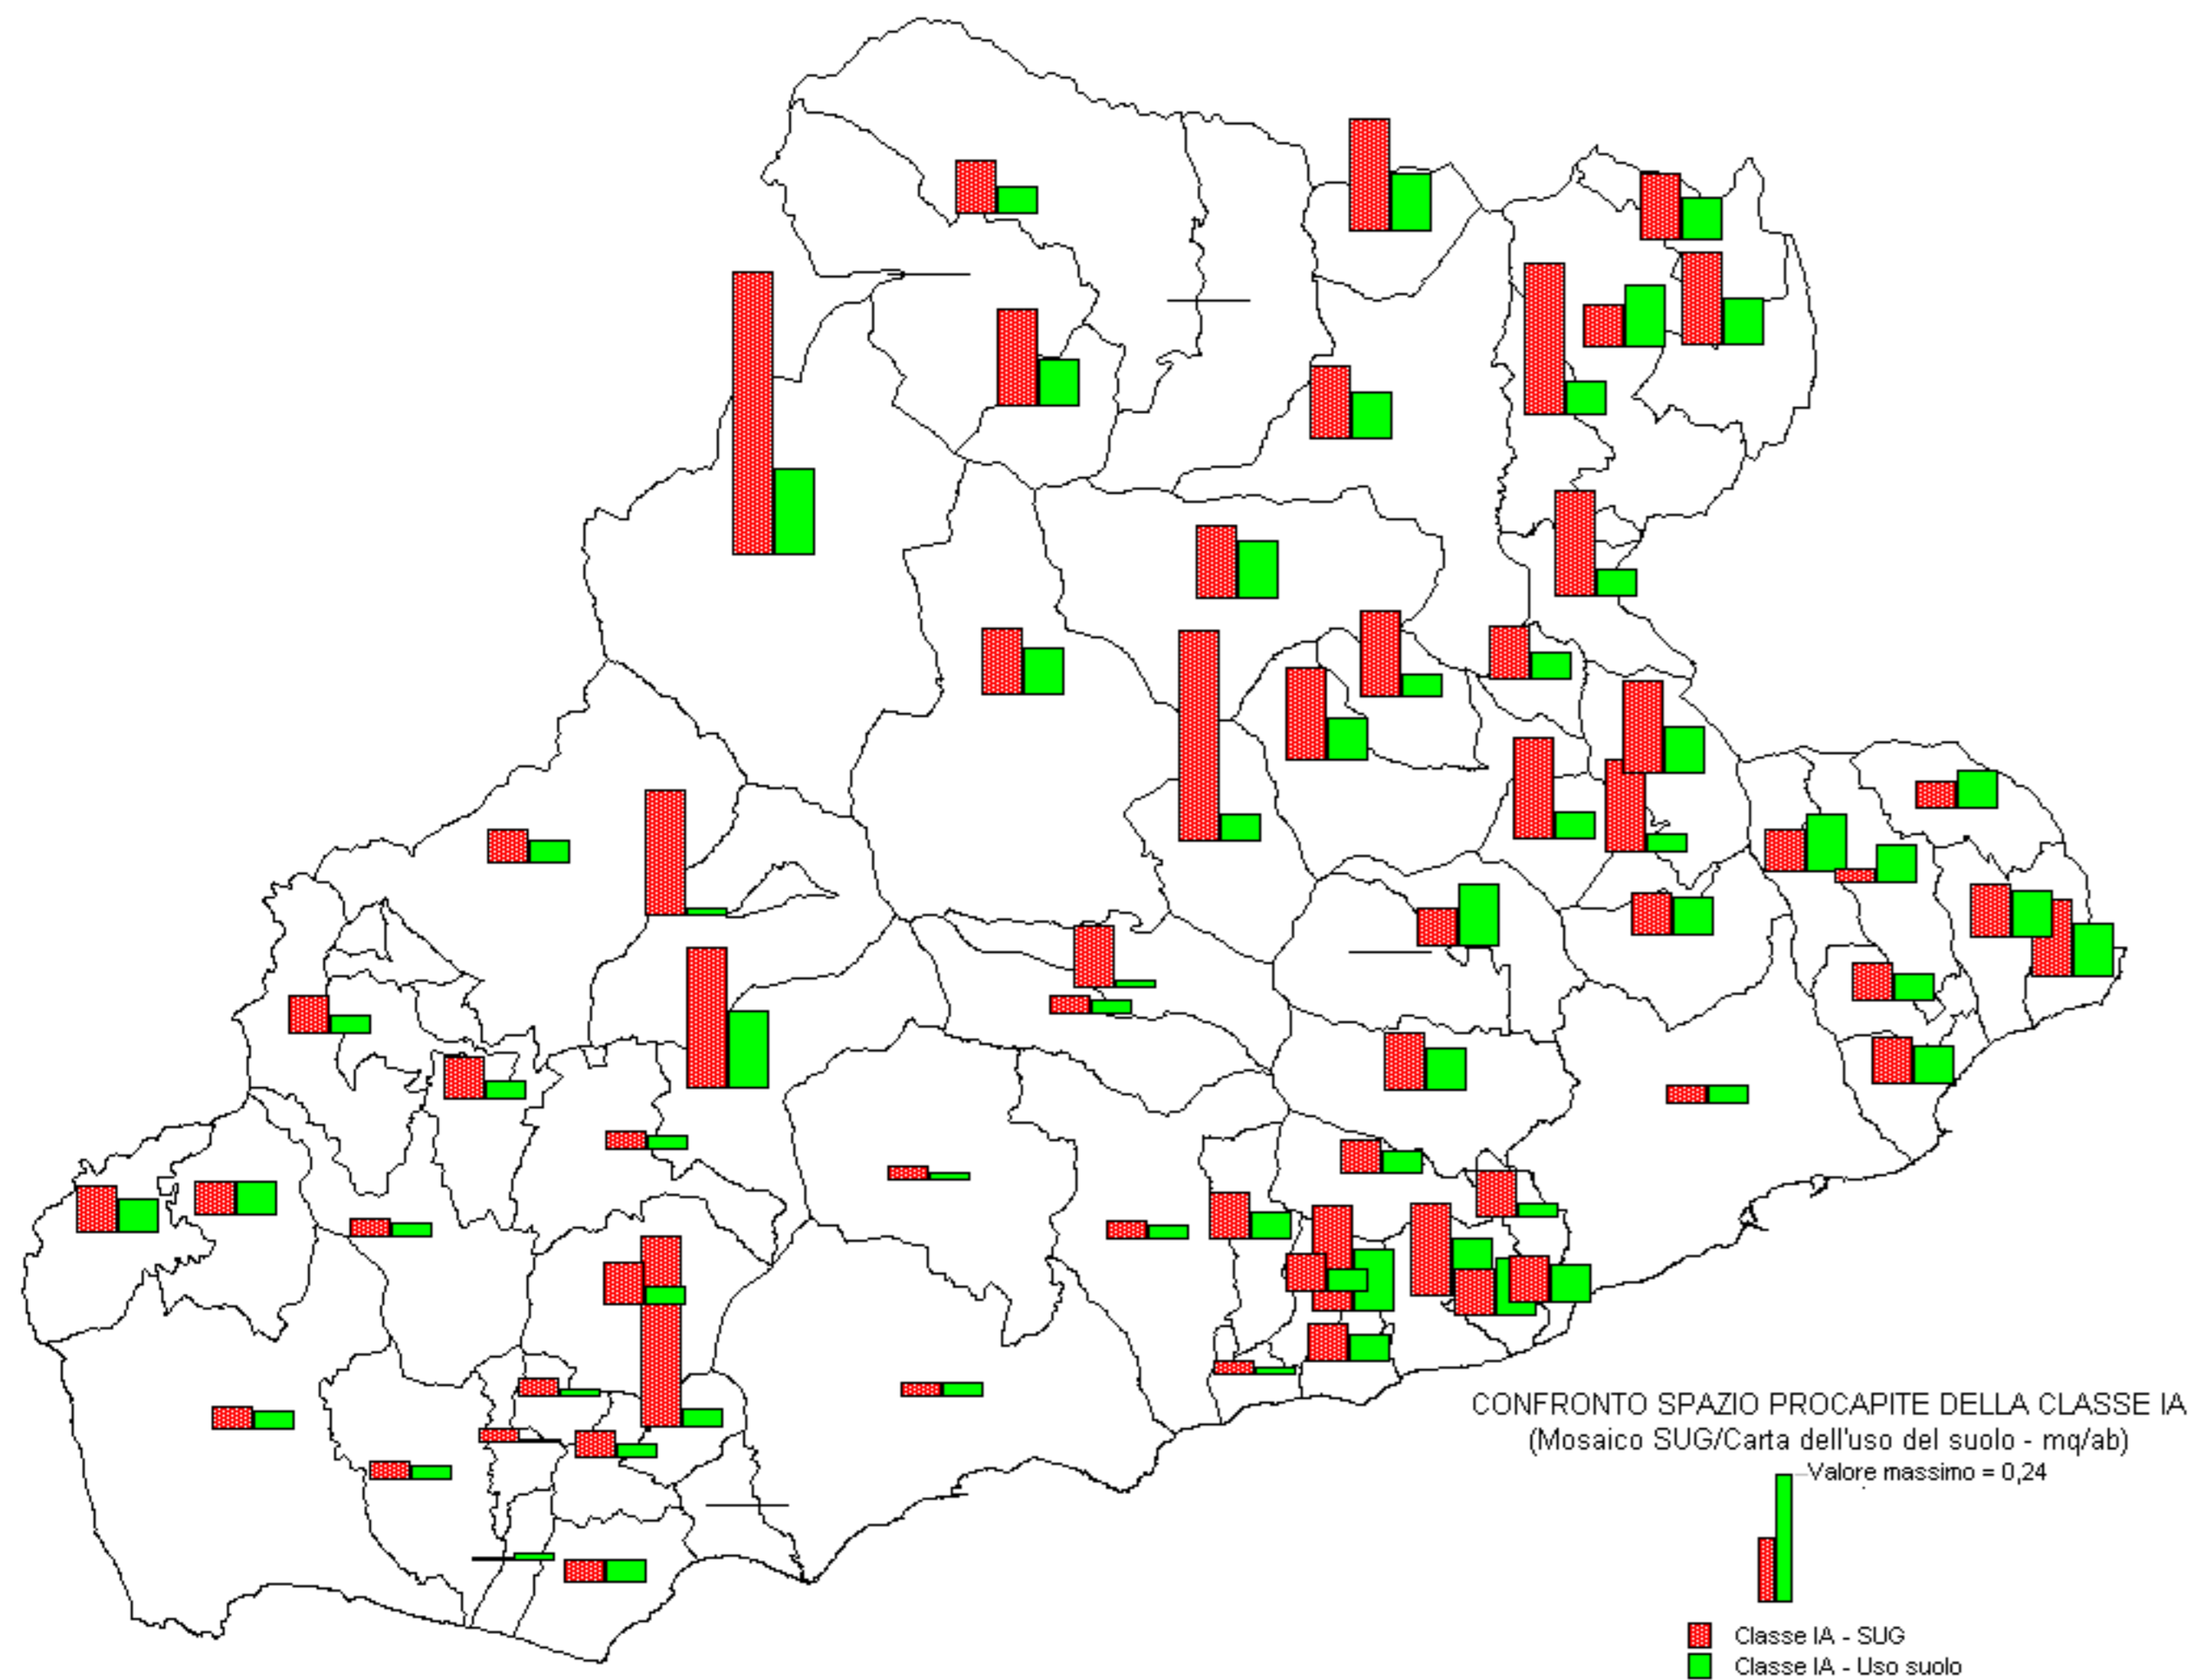 CONFRONTO SPAZIO PROCAPITE DELLA CLASSE IA
(Mosaico SUG/Carta dell'uso del suolo - mq/ab)
Valore massimo = 0,24
Classe IA - SUG
Classe IA - Uso suolo